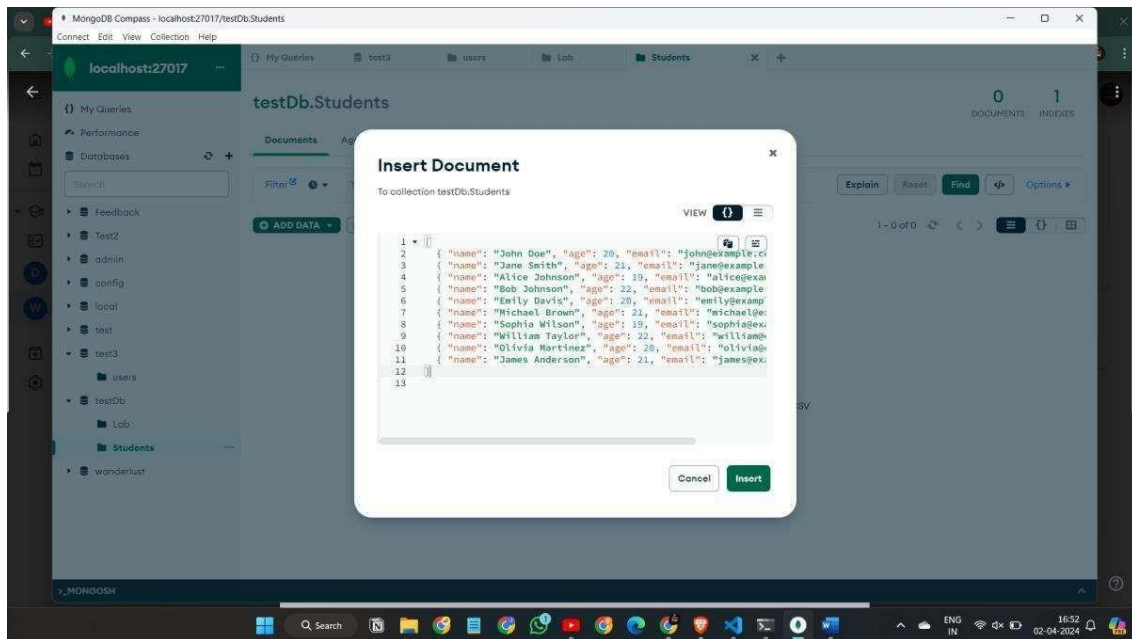 MongoDB Compass - localhost:27017/testDb.Students
Connect Edit View Collection Help
localhost:27017 ...
{} My Queries
Performance
Databases
Search
Feedback
Test2
admin
config
local
test
test3
users
testDb
Lab
Students ...
wanderlust
{} My Queries test3 users Lab Students
testDb.Students
0 1
DOCUMENTS INDEXES
Documents Ag
Filter
Explain Reset Find </> Options
ADD DATA
1 - 0 of 0
SV
Insert Document
To collection testDb.Students
VIEW {}
1 [
2 { "name": "John Doe", "age": 20, "email": "john@example.c
3 { "name": "Jane Smith", "age": 21, "email": "jane@example
4 { "name": "Alice Johnson", "age": 19, "email": "alice@exa
5 { "name": "Bob Johnson", "age": 22, "email": "bob@example
6 { "name": "Emily Davis", "age": 20, "email": "emily@examp
7 { "name": "Michael Brown", "age": 21, "email": "michael@e
8 { "name": "Sophia Wilson", "age": 19, "email": "sophia@exa
9 { "name": "William Taylor", "age": 22, "email": "william@
10 { "name": "Olivia Martinez", "age": 20, "email": "olivia@
11 { "name": "James Anderson", "age": 21, "email": "james@ex
12 ]
13
Cancel Insert
>_MONGOSH
Search
ENG
IN
16:52
02-04-2024